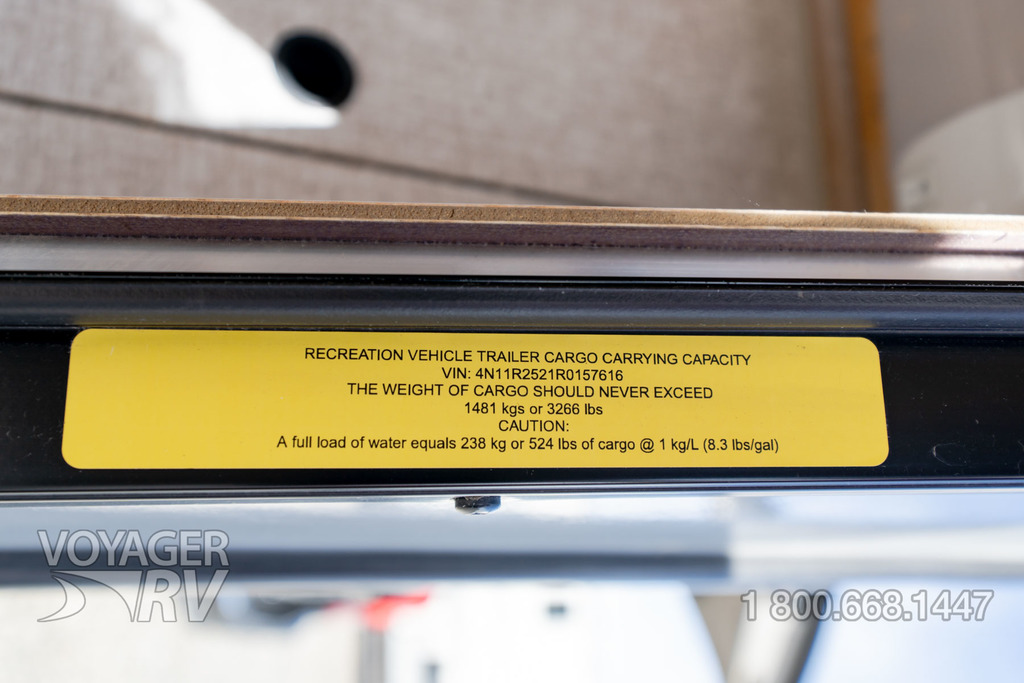 RECREATION VEHICLE TRAILER CARGO CARRYING CAPACITY
VIN: 4N11R2521R0157616
THE WEIGHT OF CARGO SHOULD NEVER EXCEED
1481 kgs or 3266 lbs
CAUTION:
A full load of water equals 238 kg or 524 lbs of cargo @ 1 kg/L (8.3 lbs/gal)
VOYAGER
RV
1 800.668.1447